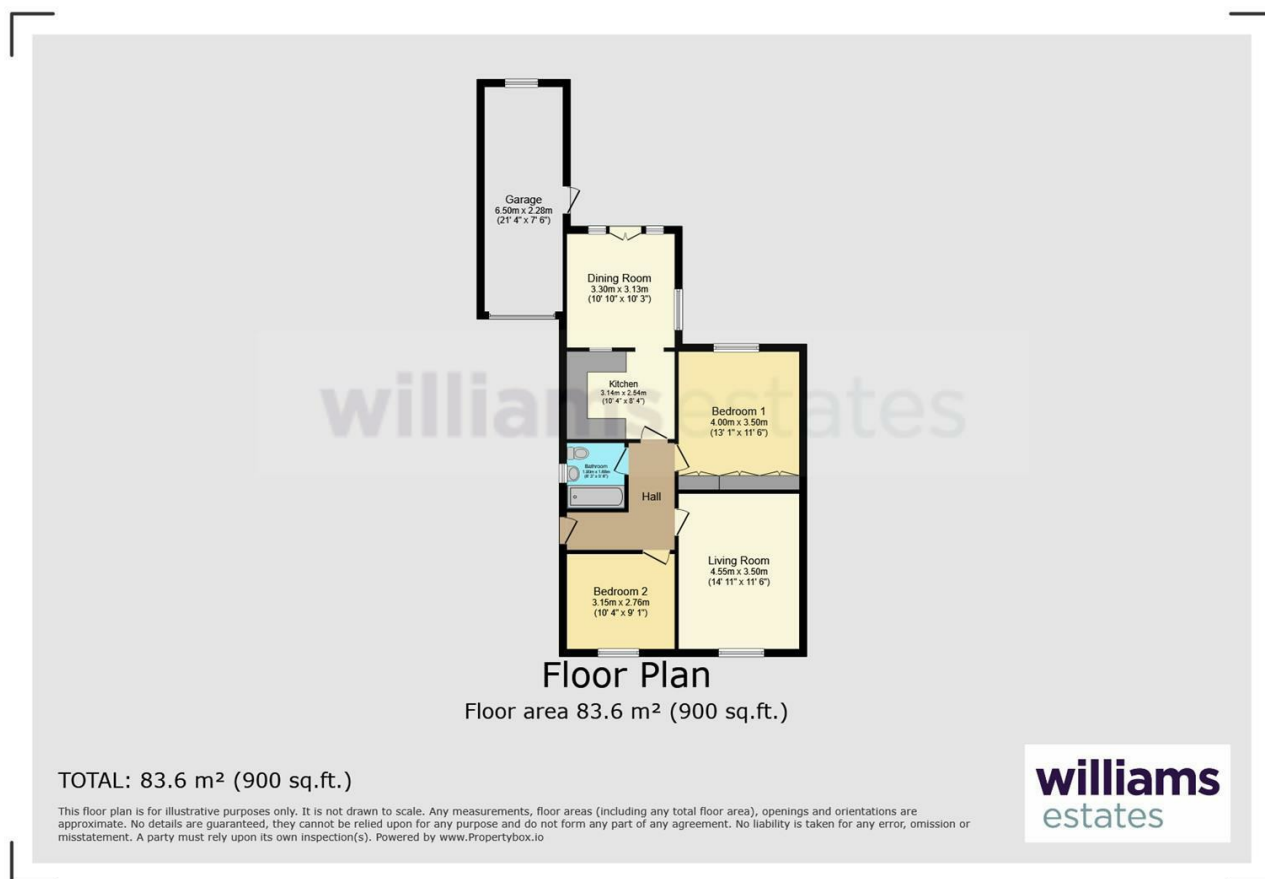 Garage
6.50m x 2.28m
(21' 4" x 7' 6")
Dining Room
3.30m x 3.13m
(10' 10" x 10' 3")
Kitchen
3.14m x 2.54m
(10' 4" x 8' 4")
Bedroom 1
4.00m x 3.50m
(13' 1" x 11' 6")
williamsestates
Bathroom
Hall
Living Room
4.55m x 3.50m
(14' 11" x 11' 6")
Bedroom 2
3.15m x 2.76m
(10' 4" x 9' 1")
Floor Plan
Floor area 83.6 m² (900 sq.ft.)
TOTAL: 83.6 m² (900 sq.ft.)
This floor plan is for illustrative purposes only. It is not drawn to scale. Any measurements, floor areas (including any total floor area), openings and orientations are
approximate. No details are guaranteed, they cannot be relied upon for any purpose and do not form any part of any agreement. No liability is taken for any error, omission or
misstatement. A party must rely upon its own inspection(s). Powered by www.Propertybox.io
williams
estates